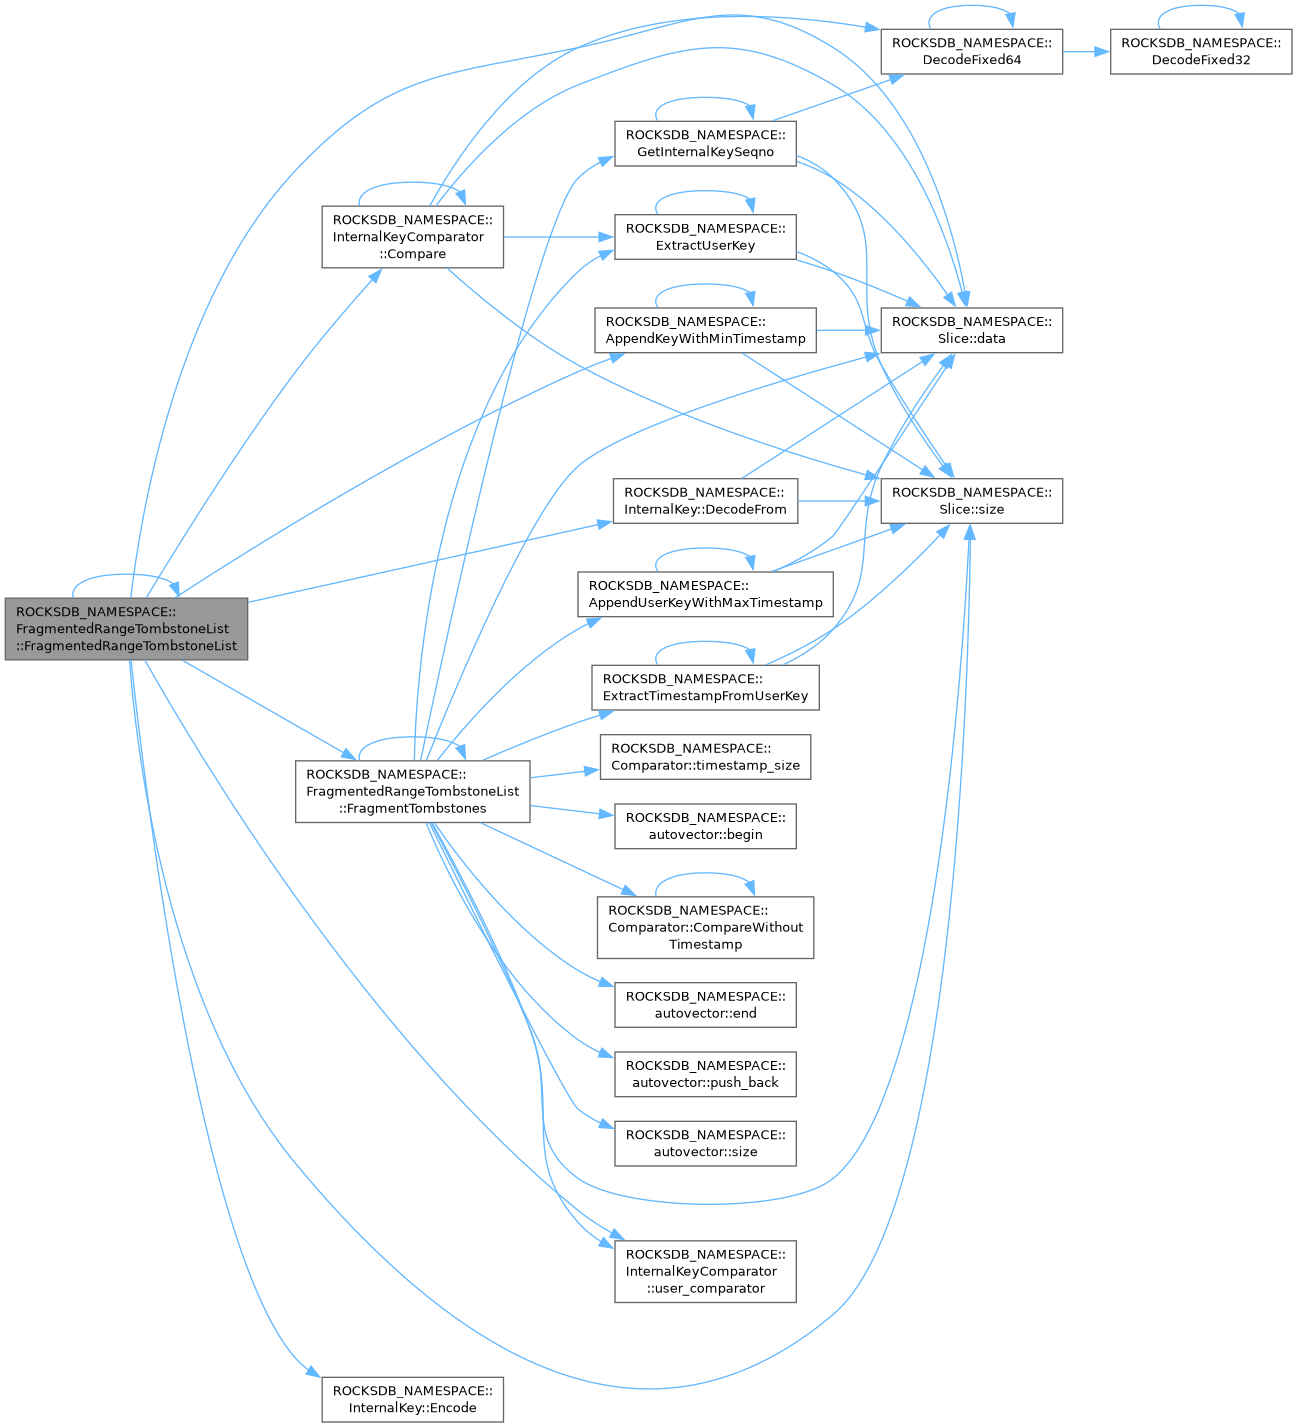 ROCKSDB_NAMESPACE::
DecodeFixed64
ROCKSDB_NAMESPACE::
DecodeFixed32
ROCKSDB_NAMESPACE::
GetInternalKeySeqno
ROCKSDB_NAMESPACE::
InternalKeyComparator
::Compare
ROCKSDB_NAMESPACE::
ExtractUserKey
ROCKSDB_NAMESPACE::
AppendKeyWithMinTimestamp
ROCKSDB_NAMESPACE::
Slice::data
ROCKSDB_NAMESPACE::
InternalKey::DecodeFrom
ROCKSDB_NAMESPACE::
Slice::size
ROCKSDB_NAMESPACE::
AppendUserKeyWithMaxTimestamp
ROCKSDB_NAMESPACE::
FragmentedRangeTombstoneList
::FragmentedRangeTombstoneList
ROCKSDB_NAMESPACE::
ExtractTimestampFromUserKey
ROCKSDB_NAMESPACE::
Comparator::timestamp_size
ROCKSDB_NAMESPACE::
FragmentedRangeTombstoneList
::FragmentTombstones
ROCKSDB_NAMESPACE::
autovector::begin
ROCKSDB_NAMESPACE::
Comparator::CompareWithout
Timestamp
ROCKSDB_NAMESPACE::
autovector::end
ROCKSDB_NAMESPACE::
autovector::push_back
ROCKSDB_NAMESPACE::
autovector::size
ROCKSDB_NAMESPACE::
InternalKeyComparator
::user_comparator
ROCKSDB_NAMESPACE::
InternalKey::Encode